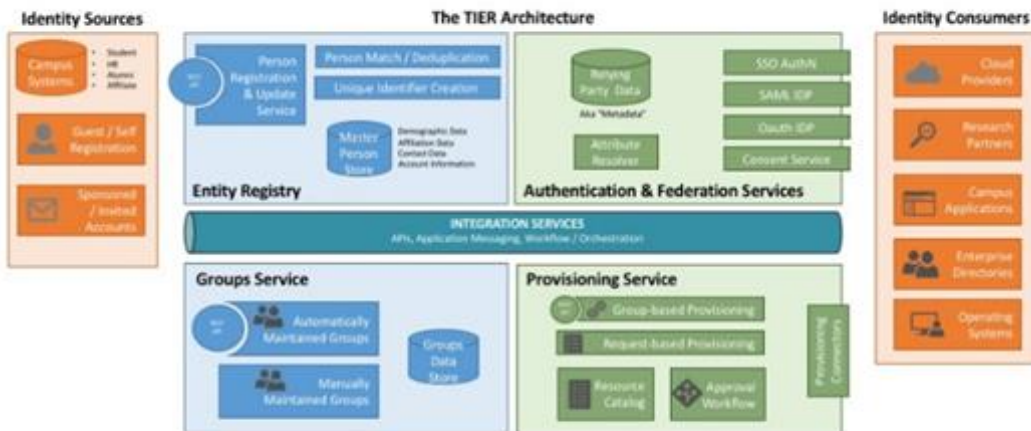 Identity Sources
The TIER Architecture
Identity Consumers
Campus
Systems
• Student
• HR
• Alumni
• Affiliate
Guest / Self
Registration
Sponsored
/ Invited
Accounts
Person
Registration
& Update
Service
Person Match / Deduplication
Unique Identifier Creation
Master
Person
Store
Demographic Data
Affiliation Data
Contact Data
Account Information
Entity Registry
Relying
Party Data
Aka "Metadata"
Attribute
Resolver
SSO AuthN
SAML IDP
Oauth IDP
Consent Service
Authentication & Federation Services
INTEGRATION SERVICES
APIs, Application Messaging, Workflow / Orchestration
Groups Service
Automatically
Maintained Groups
Manually
Maintained Groups
Groups
Data
Store
Provisioning Service
Group-based Provisioning
Request-based Provisioning
Resource
Catalog
Approval
Workflow
Provisioning
Connectors
Cloud
Providers
Research
Partners
Campus
Applications
Enterprise
Directories
Operating
Systems